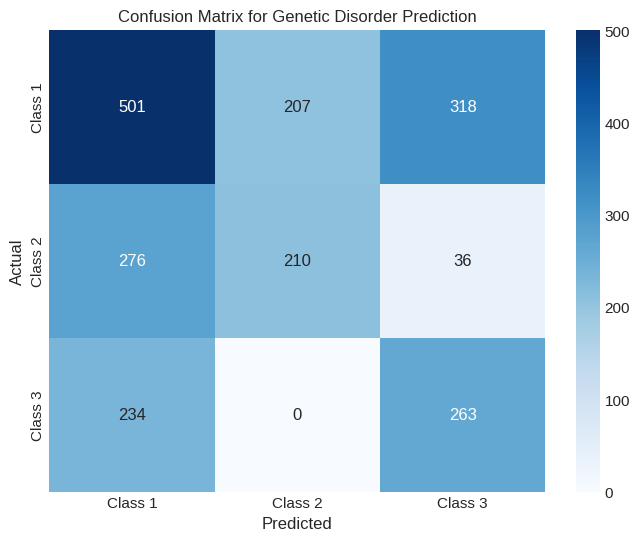 Confusion Matrix for Genetic Disorder Prediction
Actual
Class 1
501 207 318
Class 2
276 210 36
Class 3
234 0 263
Class 1 Class 2 Class 3
Predicted
500
400
300
200
100
0